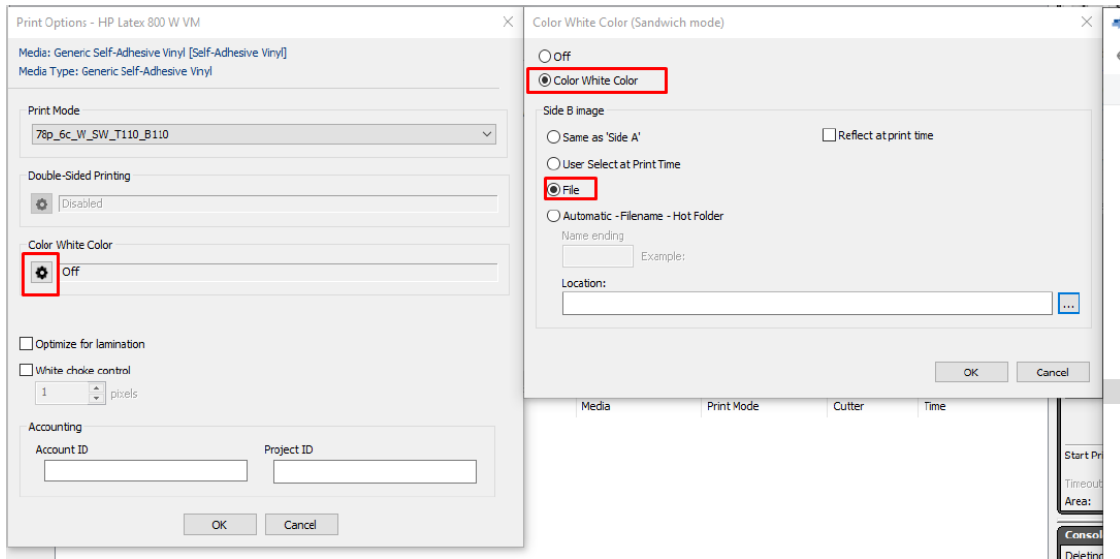 Print Options - HP Latex 800 W VM
Media: Generic Self-Adhesive Vinyl [Self-Adhesive Vinyl]
Media Type: Generic Self-Adhesive Vinyl
Print Mode
78p_6c_W_SW_T110_B110
Double-Sided Printing
Disabled
Color White Color
Off
Optimize for lamination
White choke control
1 pixels
Accounting
Account ID Project ID
OK Cancel
Color White Color (Sandwich mode)
Off
Color White Color
Side B image
Same as 'Side A' Reflect at print time
User Select at Print Time
File
Automatic - Filename - Hot Folder
Name ending
Example:
Location:
...
OK Cancel
Media Print Mode Cutter Time
Start Pri
Timeout
Area:
Consol
Deleting